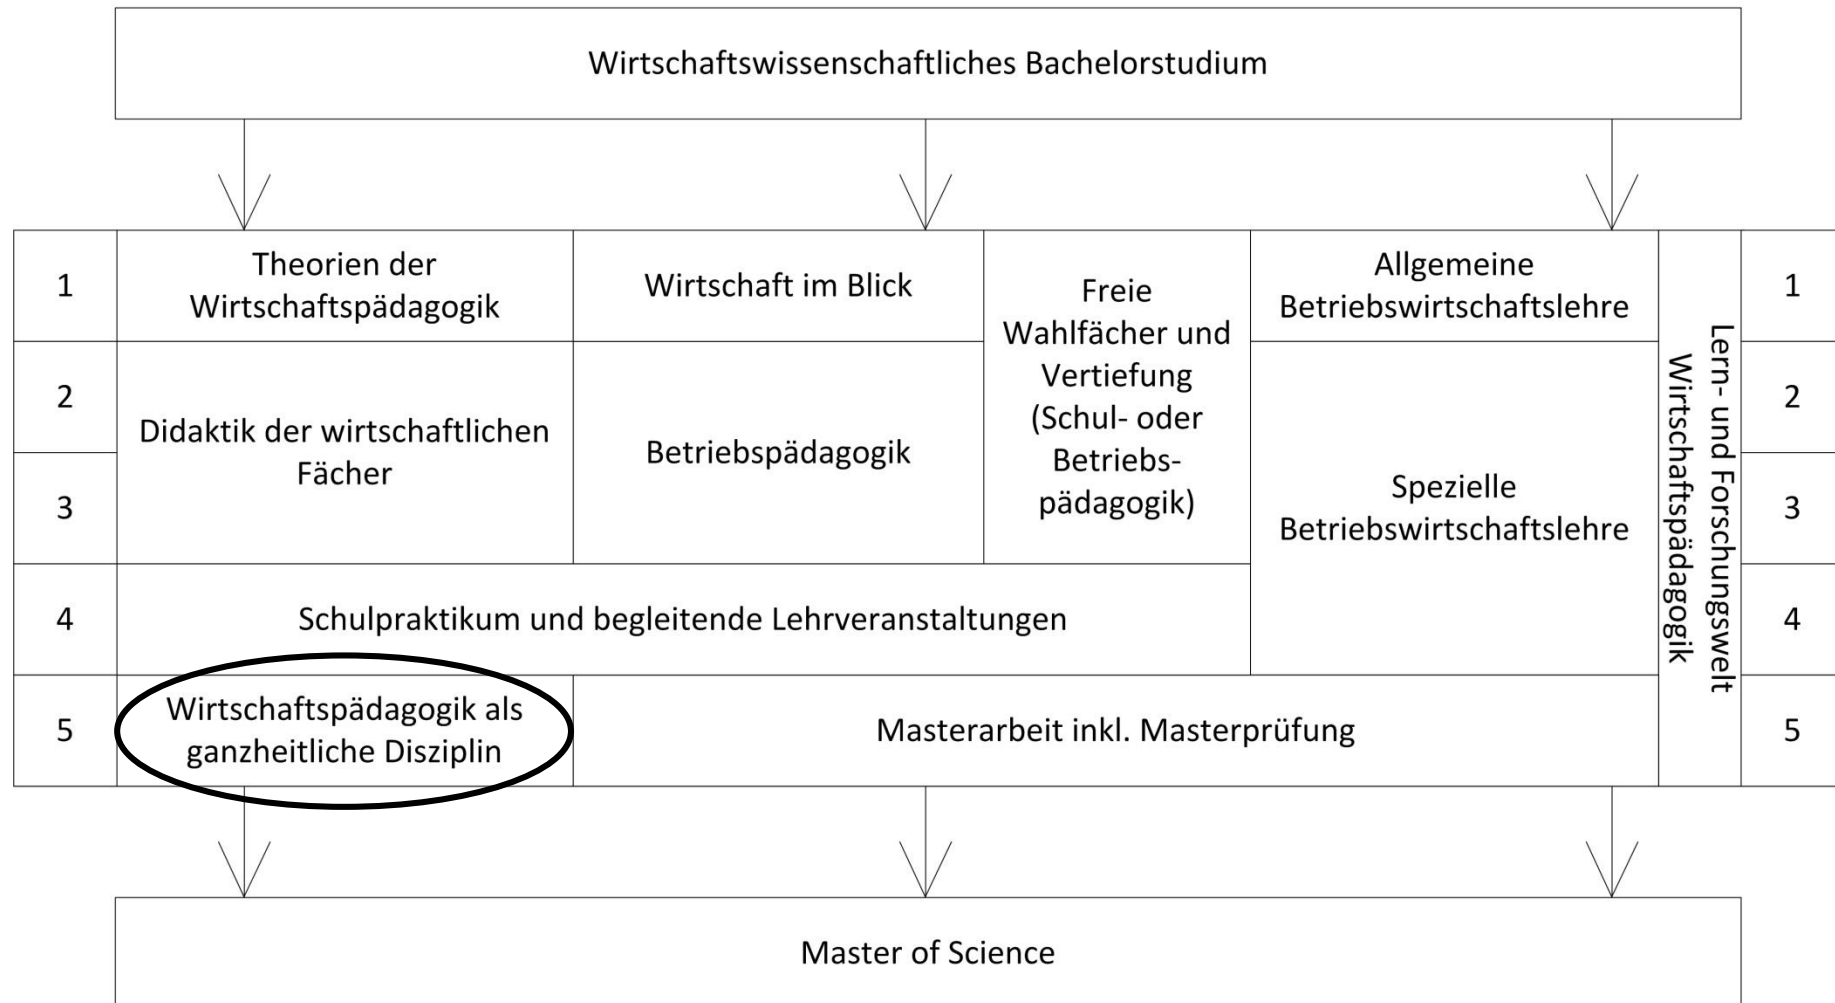 Wirtschaftswissenschaftliches Bachelorstudium
1
Theorien der
Wirtschaftspädagogik
Wirtschaft im Blick
Freie
Wahlfächer und
Vertiefung
(Schul- oder
Betriebs-
pädagogik)
Allgemeine
Betriebswirtschaftslehre
Lern- und Forschungswelt
Wirtschaftspädagogik
1
2
Didaktik der wirtschaftlichen
Fächer
Betriebspädagogik
Spezielle
Betriebswirtschaftslehre
2
3
3
4
Schulpraktikum und begleitende Lehrveranstaltungen
4
5
Wirtschaftspädagogik als
ganzheitliche Disziplin
Masterarbeit inkl. Masterprüfung
5
Master of Science